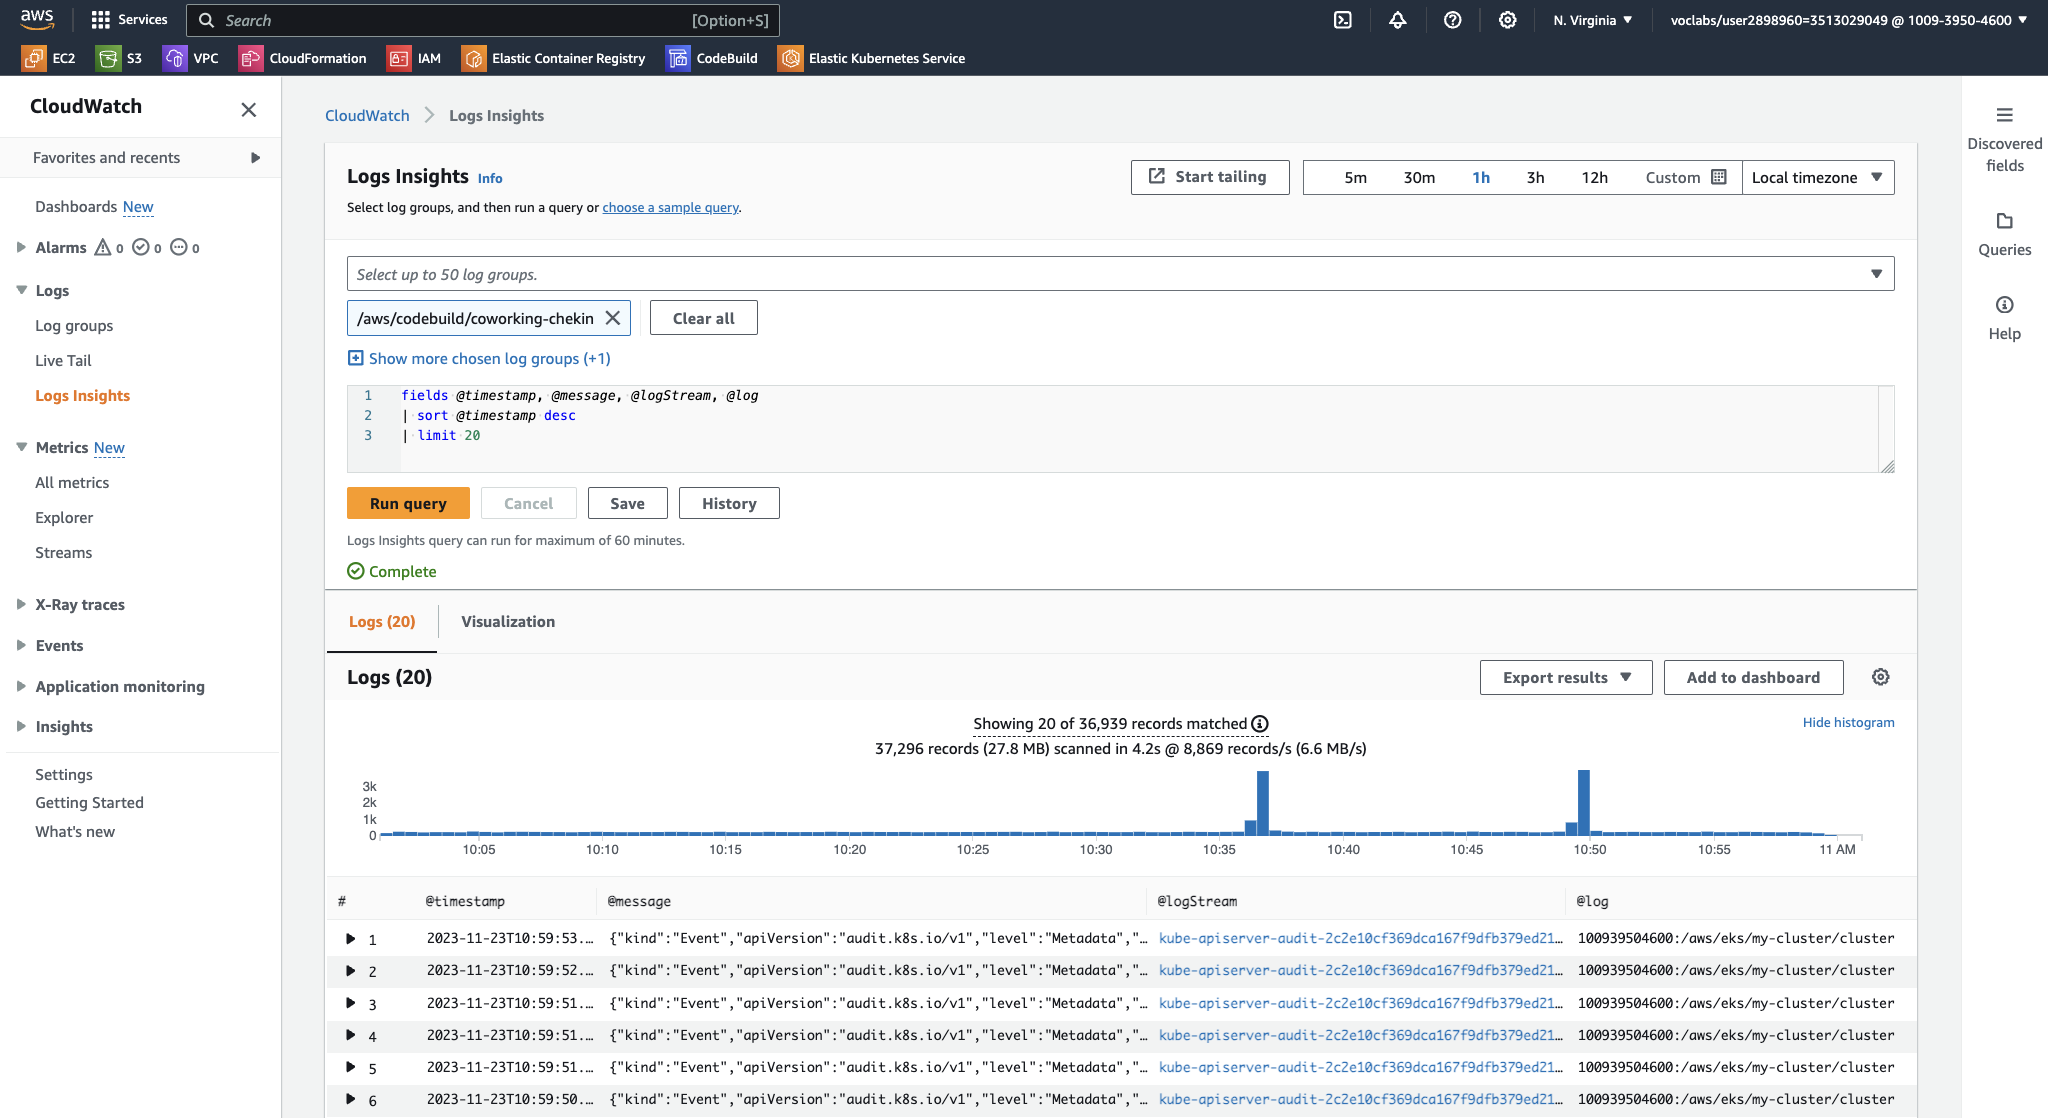 aws
Services
Search
[Option+S]
N. Virginia
voclabs/user2898960=3513029049 @ 1009-3950-4600
EC2
S3
VPC
CloudFormation
IAM
Elastic Container Registry
CodeBuild
Elastic Kubernetes Service
CloudWatch
Favorites and recents
Dashboards New
Alarms 0 0 0
Logs
Log groups
Live Tail
Logs Insights
Metrics New
All metrics
Explorer
Streams
X-Ray traces
Events
Application monitoring
Insights
Settings
Getting Started
What's new
CloudWatch
Logs Insights
Logs Insights Info
Select log groups, and then run a query or choose a sample query.
Start tailing
5m 30m 1h 3h 12h Custom
Local timezone
Select up to 50 log groups.
/aws/codebuild/coworking-chekin
Clear all
Show more chosen log groups (+1)
1 fields @timestamp, @message, @logStream, @log
2 | sort @timestamp desc
3 | limit 20
Run query
Cancel
Save
History
Logs Insights query can run for maximum of 60 minutes.
Complete
Logs (20)
Visualization
Logs (20)
Export results
Add to dashboard
Showing 20 of 36,939 records matched
Hide histogram
37,296 records (27.8 MB) scanned in 4.2s @ 8,869 records/s (6.6 MB/s)
3k
2k
1k
0
10:05 10:10 10:15 10:20 10:25 10:30 10:35 10:40 10:45 10:50 10:55 11 AM
# @timestamp @message @logStream @log
1 2023-11-23T10:59:53.… {"kind":"Event","apiVersion":"audit.k8s.io/v1","level":"Metadata","… kube-apiserver-audit-2c2e10cf369dca167f9dfb379ed21… 100939504600:/aws/eks/my-cluster/cluster
2 2023-11-23T10:59:52.… {"kind":"Event","apiVersion":"audit.k8s.io/v1","level":"Metadata","… kube-apiserver-audit-2c2e10cf369dca167f9dfb379ed21… 100939504600:/aws/eks/my-cluster/cluster
3 2023-11-23T10:59:51.… {"kind":"Event","apiVersion":"audit.k8s.io/v1","level":"Metadata","… kube-apiserver-audit-2c2e10cf369dca167f9dfb379ed21… 100939504600:/aws/eks/my-cluster/cluster
4 2023-11-23T10:59:51.… {"kind":"Event","apiVersion":"audit.k8s.io/v1","level":"Metadata","… kube-apiserver-audit-2c2e10cf369dca167f9dfb379ed21… 100939504600:/aws/eks/my-cluster/cluster
5 2023-11-23T10:59:51.… {"kind":"Event","apiVersion":"audit.k8s.io/v1","level":"Metadata","… kube-apiserver-audit-2c2e10cf369dca167f9dfb379ed21… 100939504600:/aws/eks/my-cluster/cluster
6 2023-11-23T10:59:50.… {"kind":"Event","apiVersion":"audit.k8s.io/v1","level":"Metadata","… kube-apiserver-audit-2c2e10cf369dca167f9dfb379ed21… 100939504600:/aws/eks/my-cluster/cluster
Discovered
fields
Queries
Help